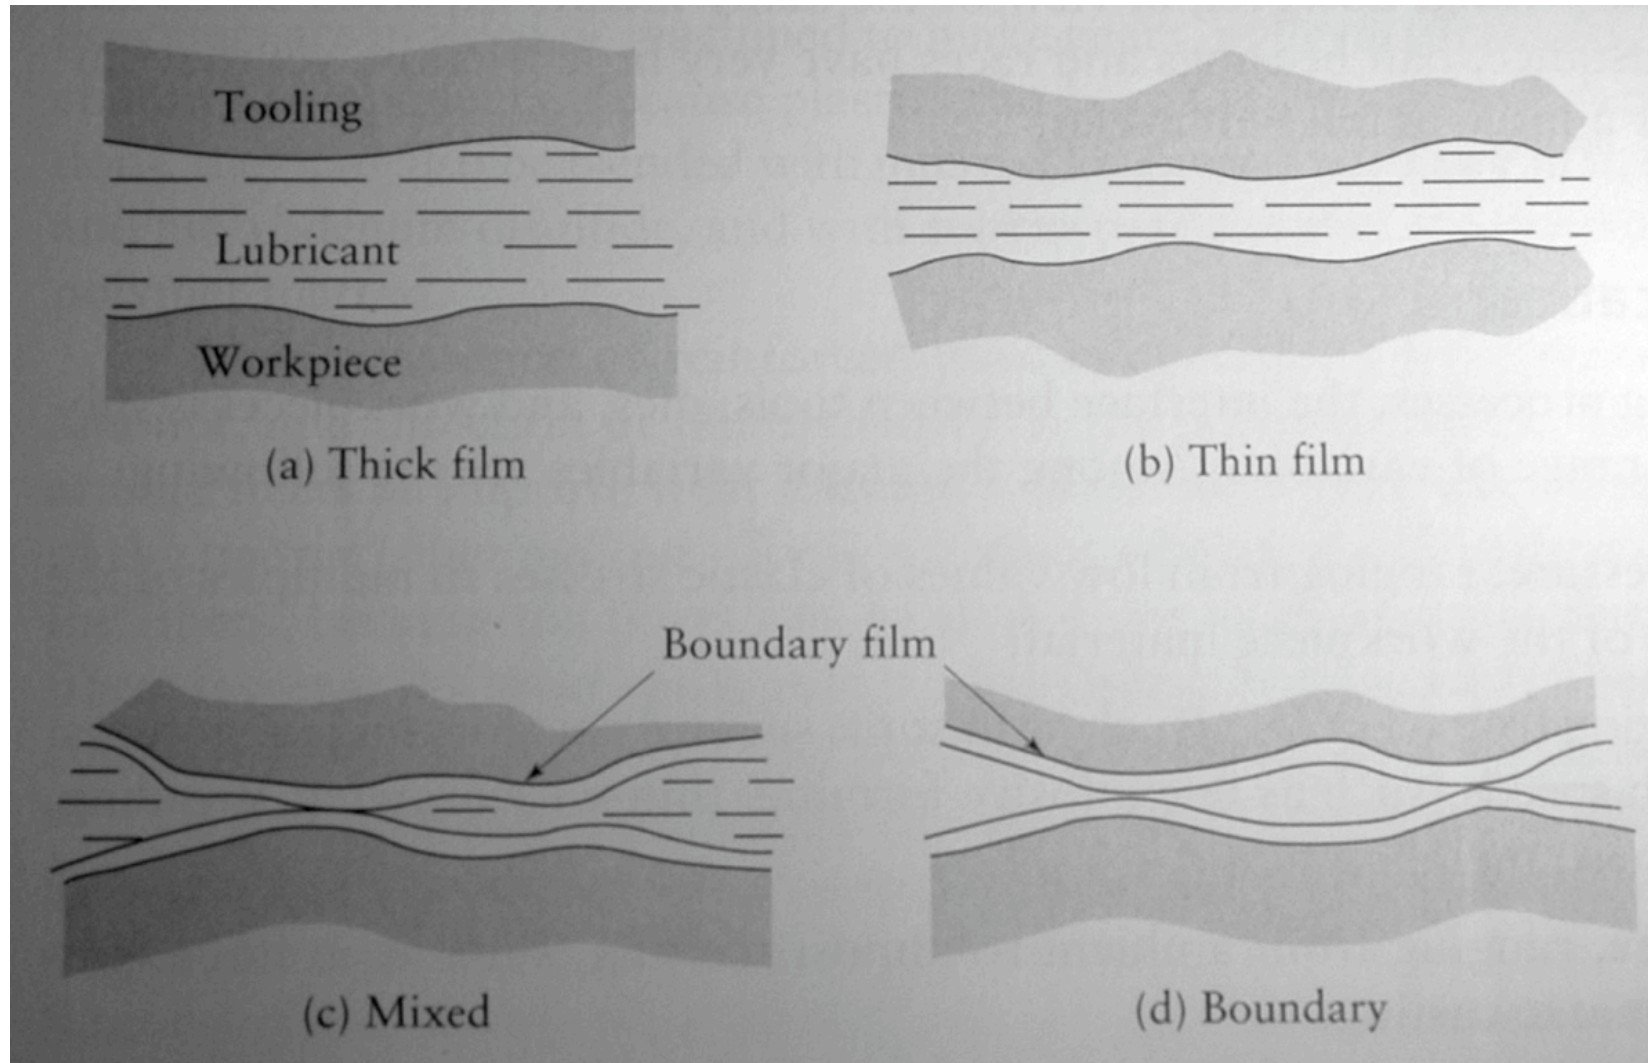 Tooling
Lubricant
Workpiece
(a) Thick film
(b) Thin film
Boundary film
(c) Mixed
(d) Boundary